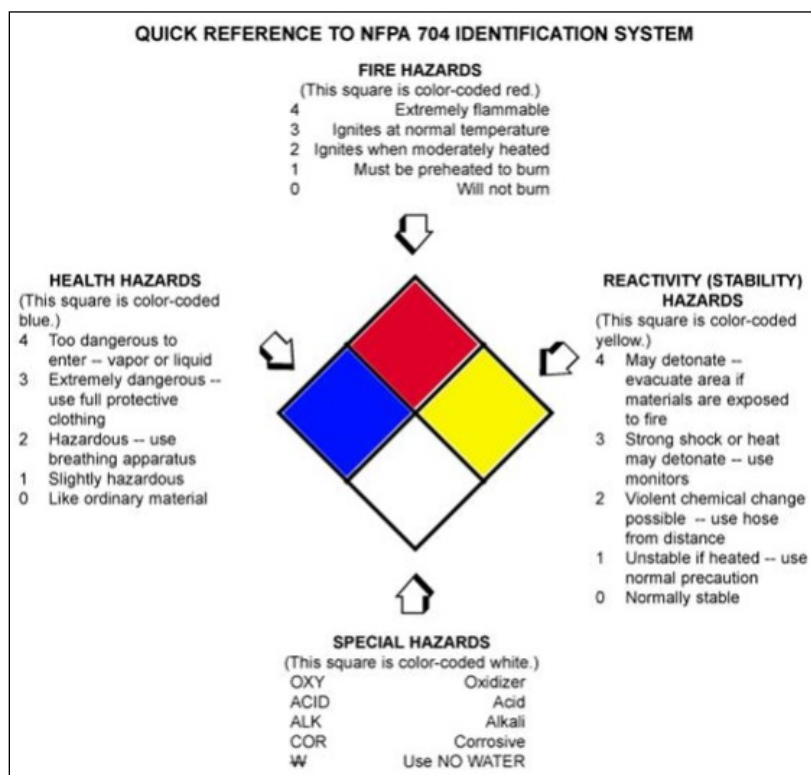 QUICK REFERENCE TO NFPA 704 IDENTIFICATION SYSTEM
FIRE HAZARDS
(This square is color-coded red.)
4 Extremely flammable
3 Ignites at normal temperature
2 Ignites when moderately heated
1 Must be preheated to burn
0 Will not burn
HEALTH HAZARDS
(This square is color-coded
blue.)
4 Too dangerous to
enter -- vapor or liquid
3 Extremely dangerous --
use full protective
clothing
2 Hazardous -- use
breathing apparatus
1 Slightly hazardous
0 Like ordinary material
REACTIVITY (STABILITY)
HAZARDS
(This square is color-coded
yellow.)
4 May detonate --
evacuate area if
materials are exposed
to fire
3 Strong shock or heat
may detonate -- use
monitors
2 Violent chemical change
possible -- use hose
from distance
1 Unstable if heated -- use
normal precaution
0 Normally stable
SPECIAL HAZARDS
(This square is color-coded white.)
OXY Oxidizer
ACID Acid
ALK Alkali
COR Corrosive
W̶ Use NO WATER